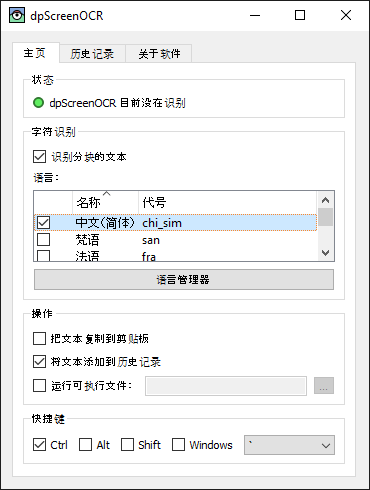 dpScreenOCR
主页 历史记录 关于软件
状态
dpScreenOCR 目前没在识别
字符识别
识别分块的文本
语言:
名称 代号
中文(简体) chi_sim
梵语 san
法语 fra
语言管理器
操作
把文本复制到剪贴板
将文本添加到历史记录
运行可执行文件:
...
快捷键
Ctrl Alt Shift Windows `